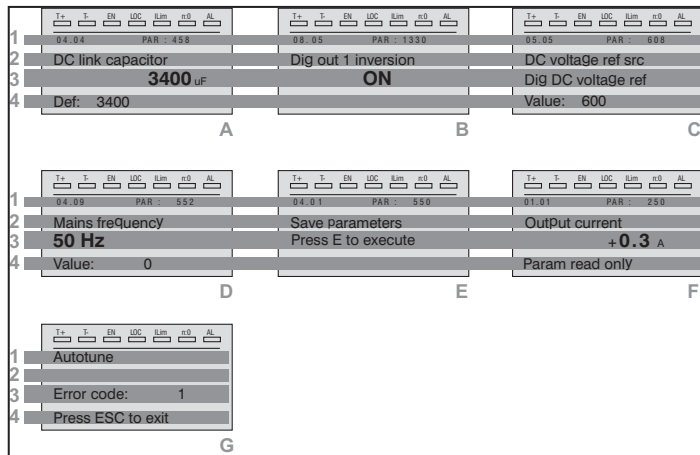 T+ T- EN LOC ILim n:0 AL
1 04.04 PAR : 458
2 DC link capacitor
3 3400 uF
4 Def: 3400
A
T+ T- EN LOC ILim n:0 AL
08.05 PAR : 1330
Dig out 1 inversion
ON
B
T+ T- EN LOC ILim n:0 AL
05.05 PAR : 608
DC voltage ref src
Dig DC voltage ref
Value: 600
C
T+ T- EN LOC ILim n:0 AL
1 04.09 PAR : 552
2 Mains frequency
3 50 Hz
4 Value: 0
D
T+ T- EN LOC ILim n:0 AL
04.01 PAR : 550
Save parameters
Press E to execute
E
T+ T- EN LOC ILim n:0 AL
01.01 PAR : 250
Output current
+0.3 A
Param read only
F
T+ T- EN LOC ILim n:0 AL
1 Autotune
2
3 Error code: 1
4 Press ESC to exit
G